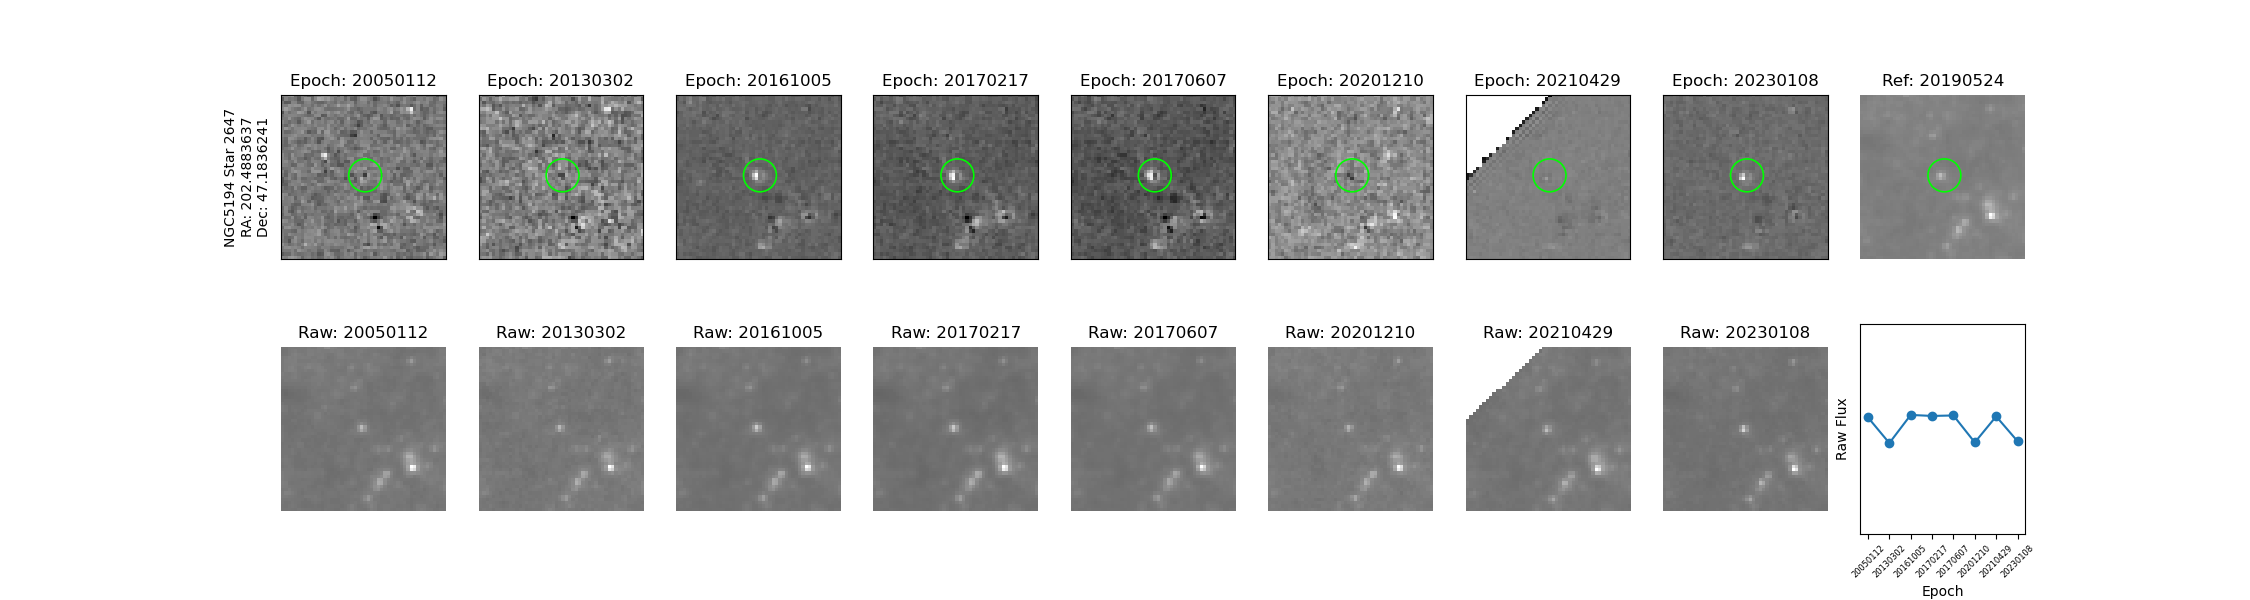 NGC5194 Star 2647
RA: 202.4883637
Dec: 47.1836241
Epoch: 20050112
Epoch: 20130302
Epoch: 20161005
Epoch: 20170217
Epoch: 20170607
Epoch: 20201210
Epoch: 20210429
Epoch: 20230108
Ref: 20190524
Raw: 20050112
Raw: 20130302
Raw: 20161005
Raw: 20170217
Raw: 20170607
Raw: 20201210
Raw: 20210429
Raw: 20230108
Raw Flux
20050112
20130302
20161005
20170217
20170607
20201210
20210429
20230108
Epoch